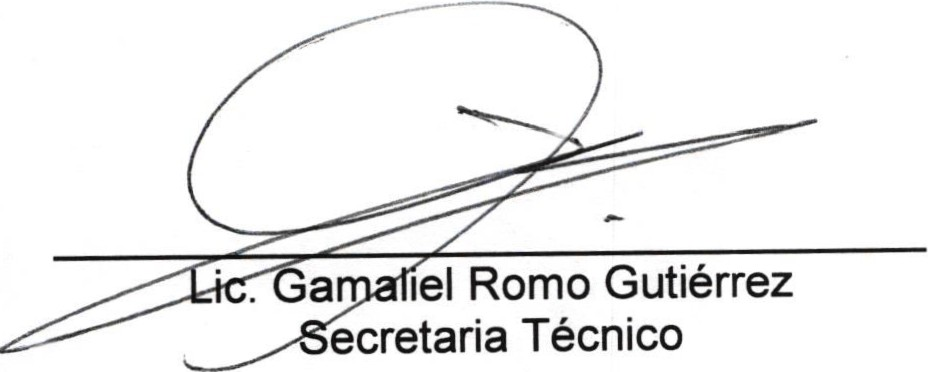 Lic. Gamaliel Romo Gutiérrez
Secretaria Técnico